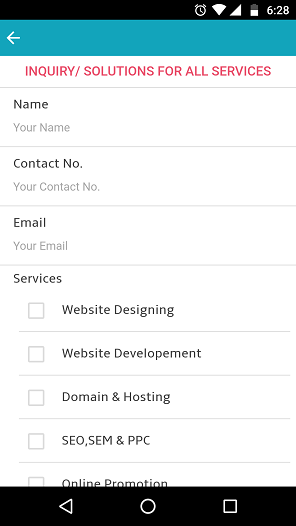 6:28
INQUIRY/ SOLUTIONS FOR ALL SERVICES
Name
Your Name
Contact No.
Your Contact No.
Email
Your Email
Services
Website Designing
Website Developement
Domain & Hosting
SEO,SEM & PPC
Online Promotion